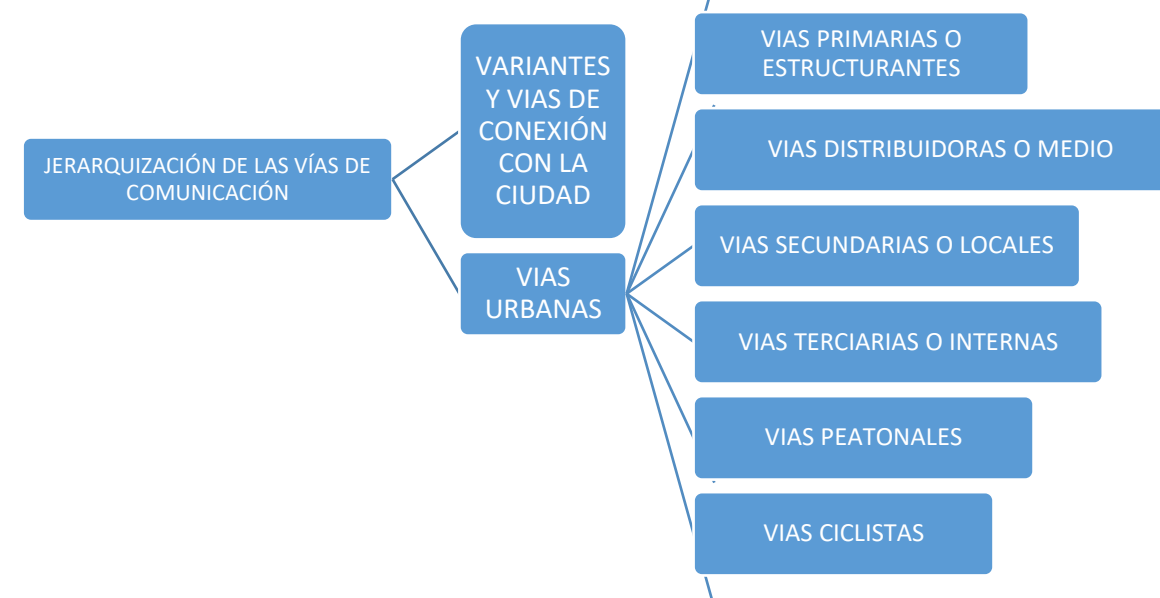 JERARQUIZACIÓN DE LAS VÍAS DE
COMUNICACIÓN
VARIANTES
Y VIAS DE
CONEXIÓN
CON LA
CIUDAD
VIAS
URBANAS
VIAS PRIMARIAS O
ESTRUCTURANTES
VIAS DISTRIBUIDORAS O MEDIO
VIAS SECUNDARIAS O LOCALES
VIAS TERCIARIAS O INTERNAS
VIAS PEATONALES
VIAS CICLISTAS